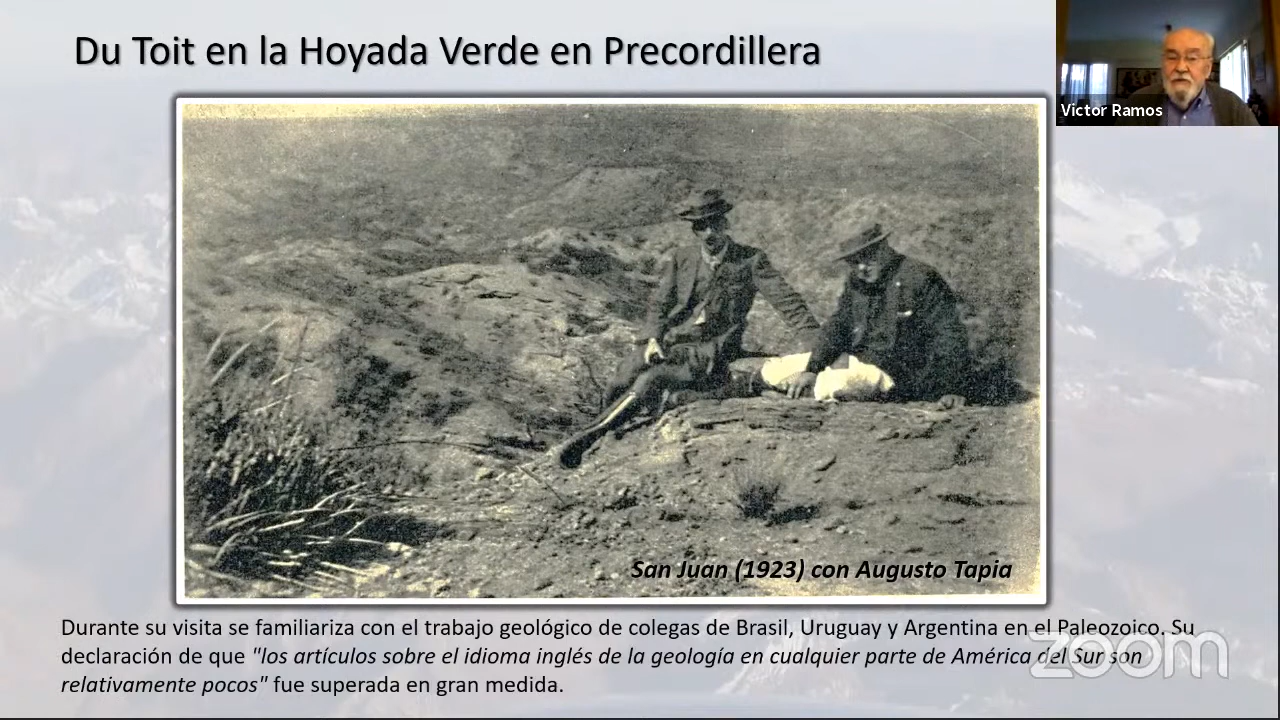 Du Toit en la Hoyada Verde en Precordillera
Victor Ramos
San Juan (1923) con Augusto Tapia
Durante su visita se familiariza con el trabajo geológico de colegas de Brasil, Uruguay y Argentina en el Paleozoico. Su
declaración de que "los artículos sobre el idioma inglés de la geología en cualquier parte de América del Sur son
relativamente pocos" fue superada en gran medida.
zoom